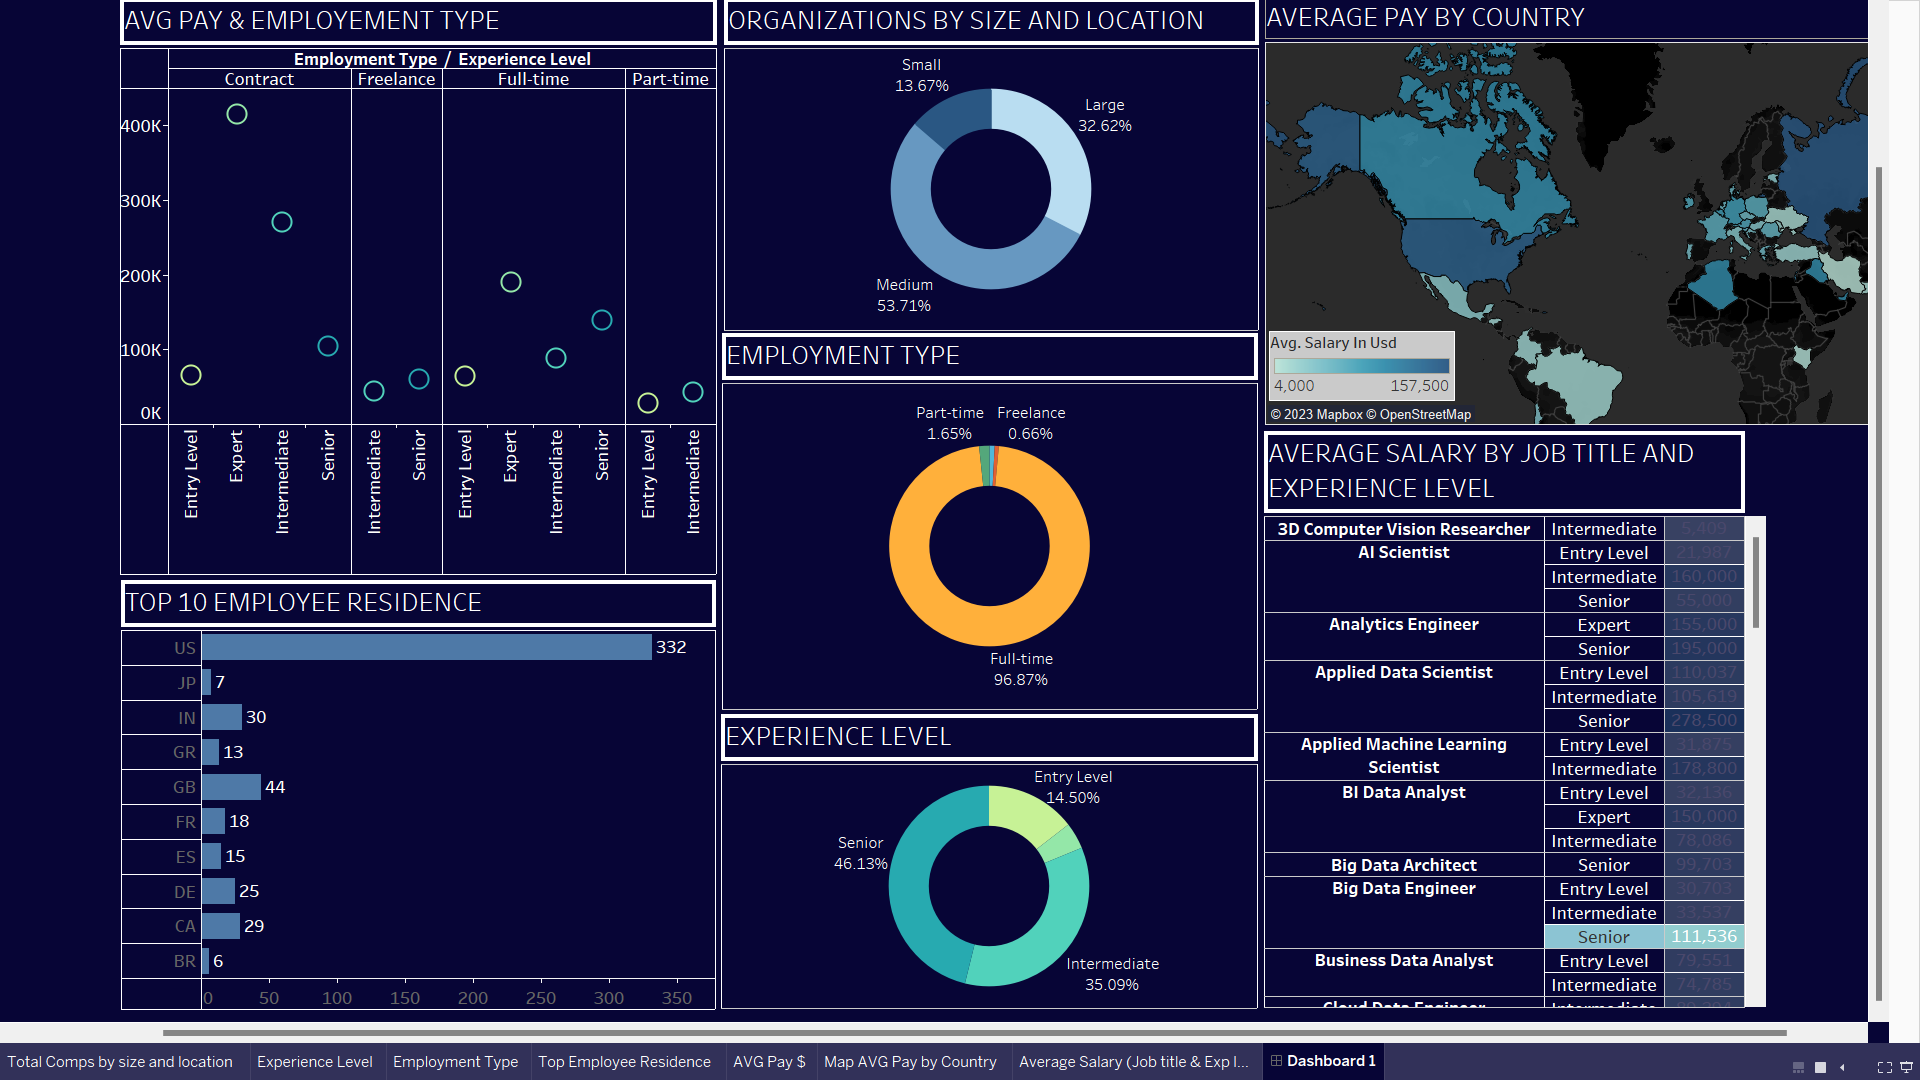 AVG PAY & EMPLOYEMENT TYPE
Employment Type / Experience Level
Contract
Freelance
Full-time
Part-time
400K
300K
200K
100K
0K
Entry Level
Expert
Intermediate
Senior
Intermediate
Senior
Entry Level
Expert
Intermediate
Senior
Entry Level
Intermediate
TOP 10 EMPLOYEE RESIDENCE
US 332
JP 7
IN 30
GR 13
GB 44
FR 18
ES 15
DE 25
CA 29
BR 6
0 50 100 150 200 250 300 350
ORGANIZATIONS BY SIZE AND LOCATION
Small
13.67%
Large
32.62%
Medium
53.71%
EMPLOYMENT TYPE
Part-time
1.65%
Freelance
0.66%
Full-time
96.87%
EXPERIENCE LEVEL
Entry Level
14.50%
Senior
46.13%
Intermediate
35.09%
AVERAGE PAY BY COUNTRY
Avg. Salary In Usd
4,000 157,500
© 2023 Mapbox © OpenStreetMap
AVERAGE SALARY BY JOB TITLE AND
EXPERIENCE LEVEL
3D Computer Vision Researcher Intermediate 5,409
AI Scientist Entry Level 21,987
Intermediate 160,000
Senior 55,000
Analytics Engineer Expert 155,000
Senior 195,000
Applied Data Scientist Entry Level 110,037
Intermediate 105,619
Senior 278,500
Applied Machine Learning
Scientist
Entry Level 31,875
Intermediate 178,800
BI Data Analyst Entry Level 32,136
Expert 150,000
Intermediate 78,086
Big Data Architect Senior 99,703
Big Data Engineer Entry Level 30,703
Intermediate 33,537
Senior 111,536
Business Data Analyst Entry Level 79,551
Intermediate 74,785
Cloud Data Engineer Intermediate
Total Comps by size and location
Experience Level
Employment Type
Top Employee Residence
AVG Pay $
Map AVG Pay by Country
Average Salary (Job title & Exp l...
Dashboard 1